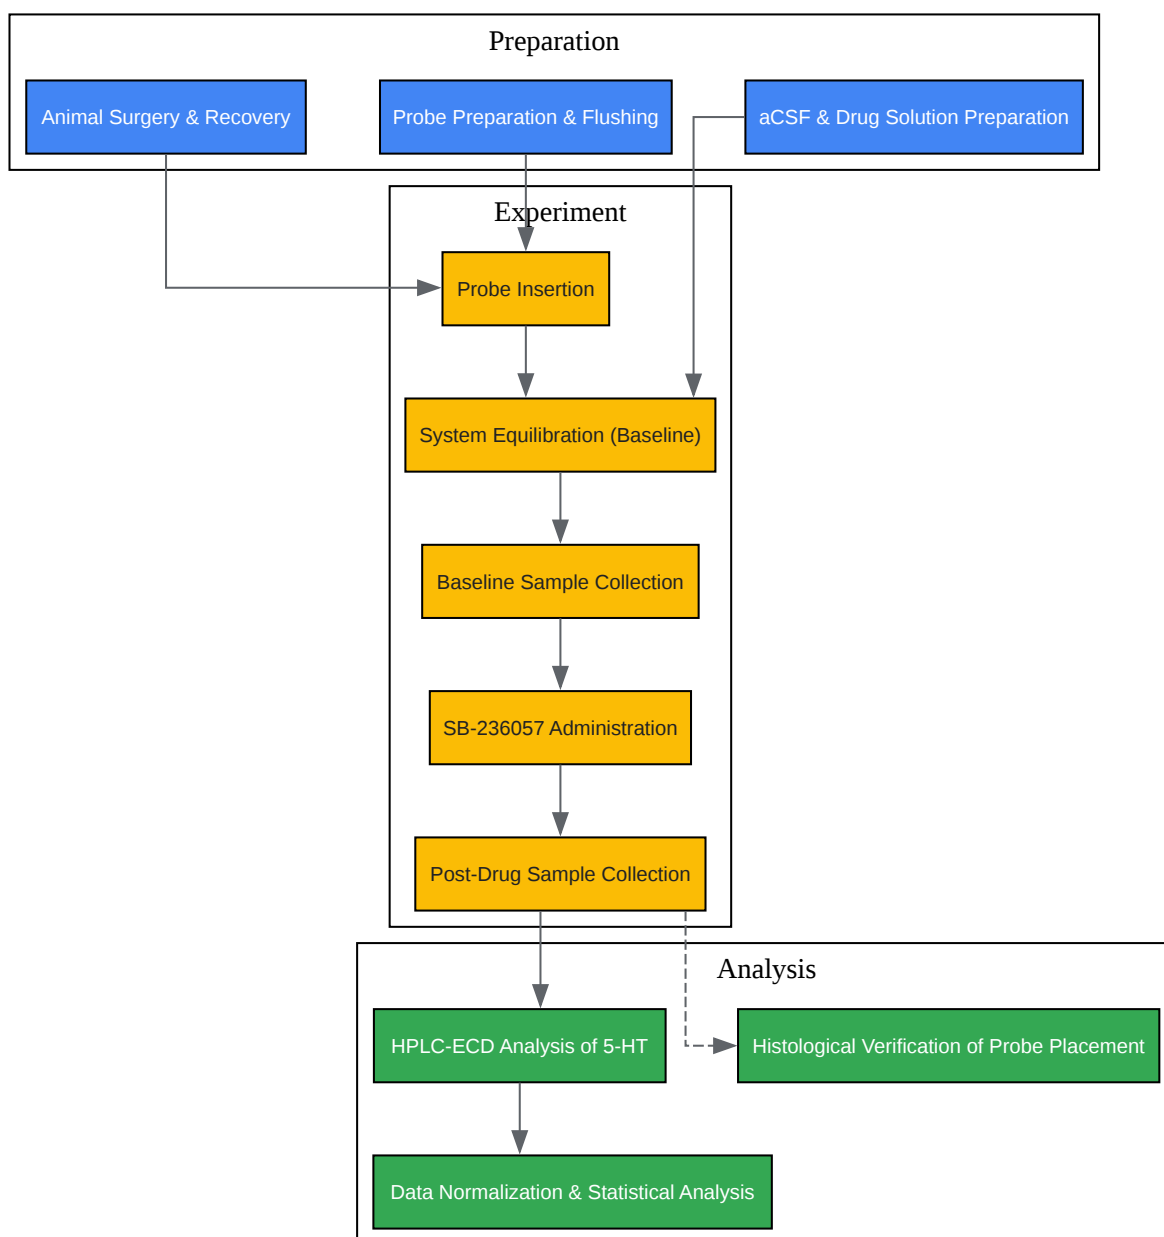 Preparation
Animal Surgery & Recovery
Probe Preparation & Flushing
aCSF & Drug Solution Preparation
Experiment
Probe Insertion
System Equilibration (Baseline)
Baseline Sample Collection
SB-236057 Administration
Post-Drug Sample Collection
Analysis
HPLC-ECD Analysis of 5-HT
Histological Verification of Probe Placement
Data Normalization & Statistical Analysis